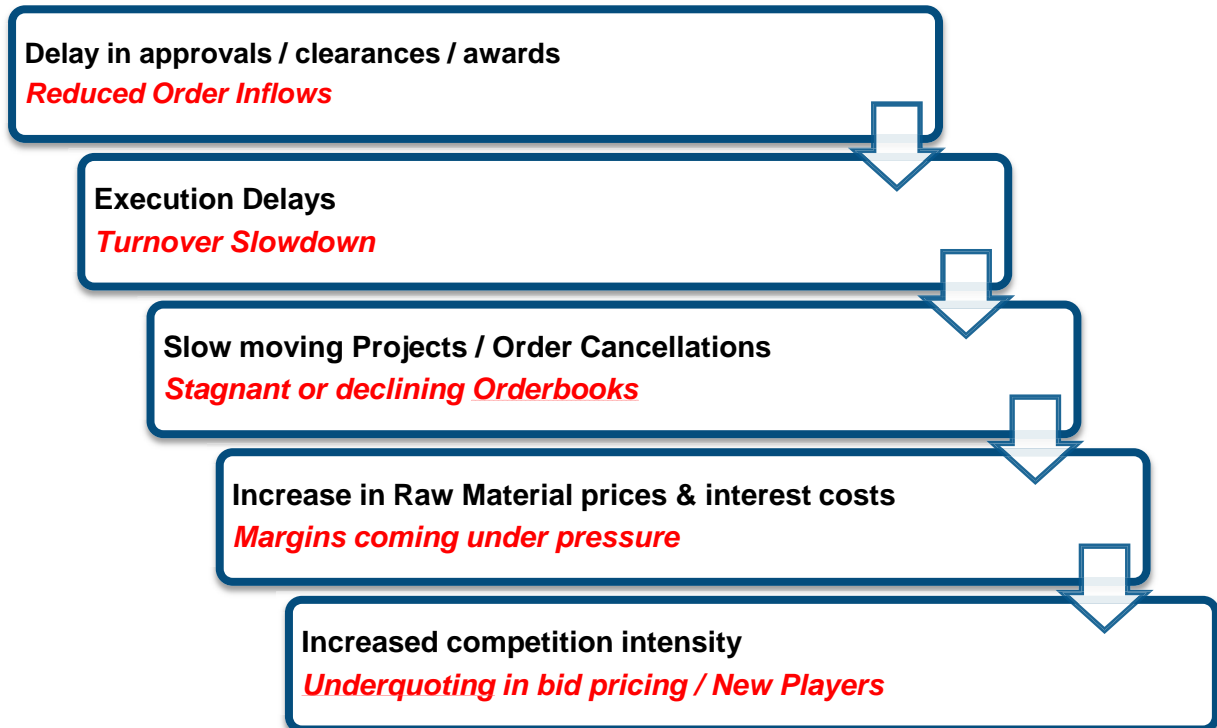 Delay in approvals / clearances / awards
Reduced Order Inflows
Execution Delays
Turnover Slowdown
Slow moving Projects / Order Cancellations
Stagnant or declining Orderbooks
Increase in Raw Material prices & interest costs
Margins coming under pressure
Increased competition intensity
Underquoting in bid pricing / New Players